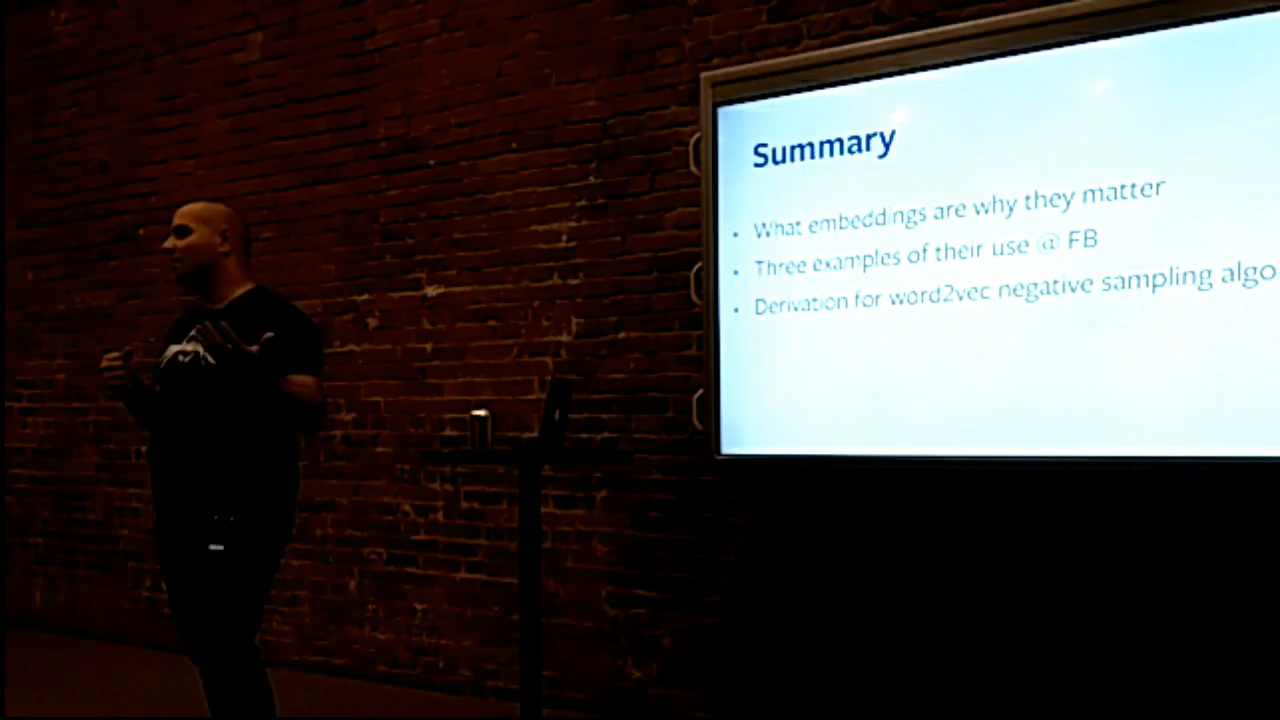 Summary
• What embeddings are why they matter
• Three examples of their use @ FB
• Derivation for word2vec negative sampling algo